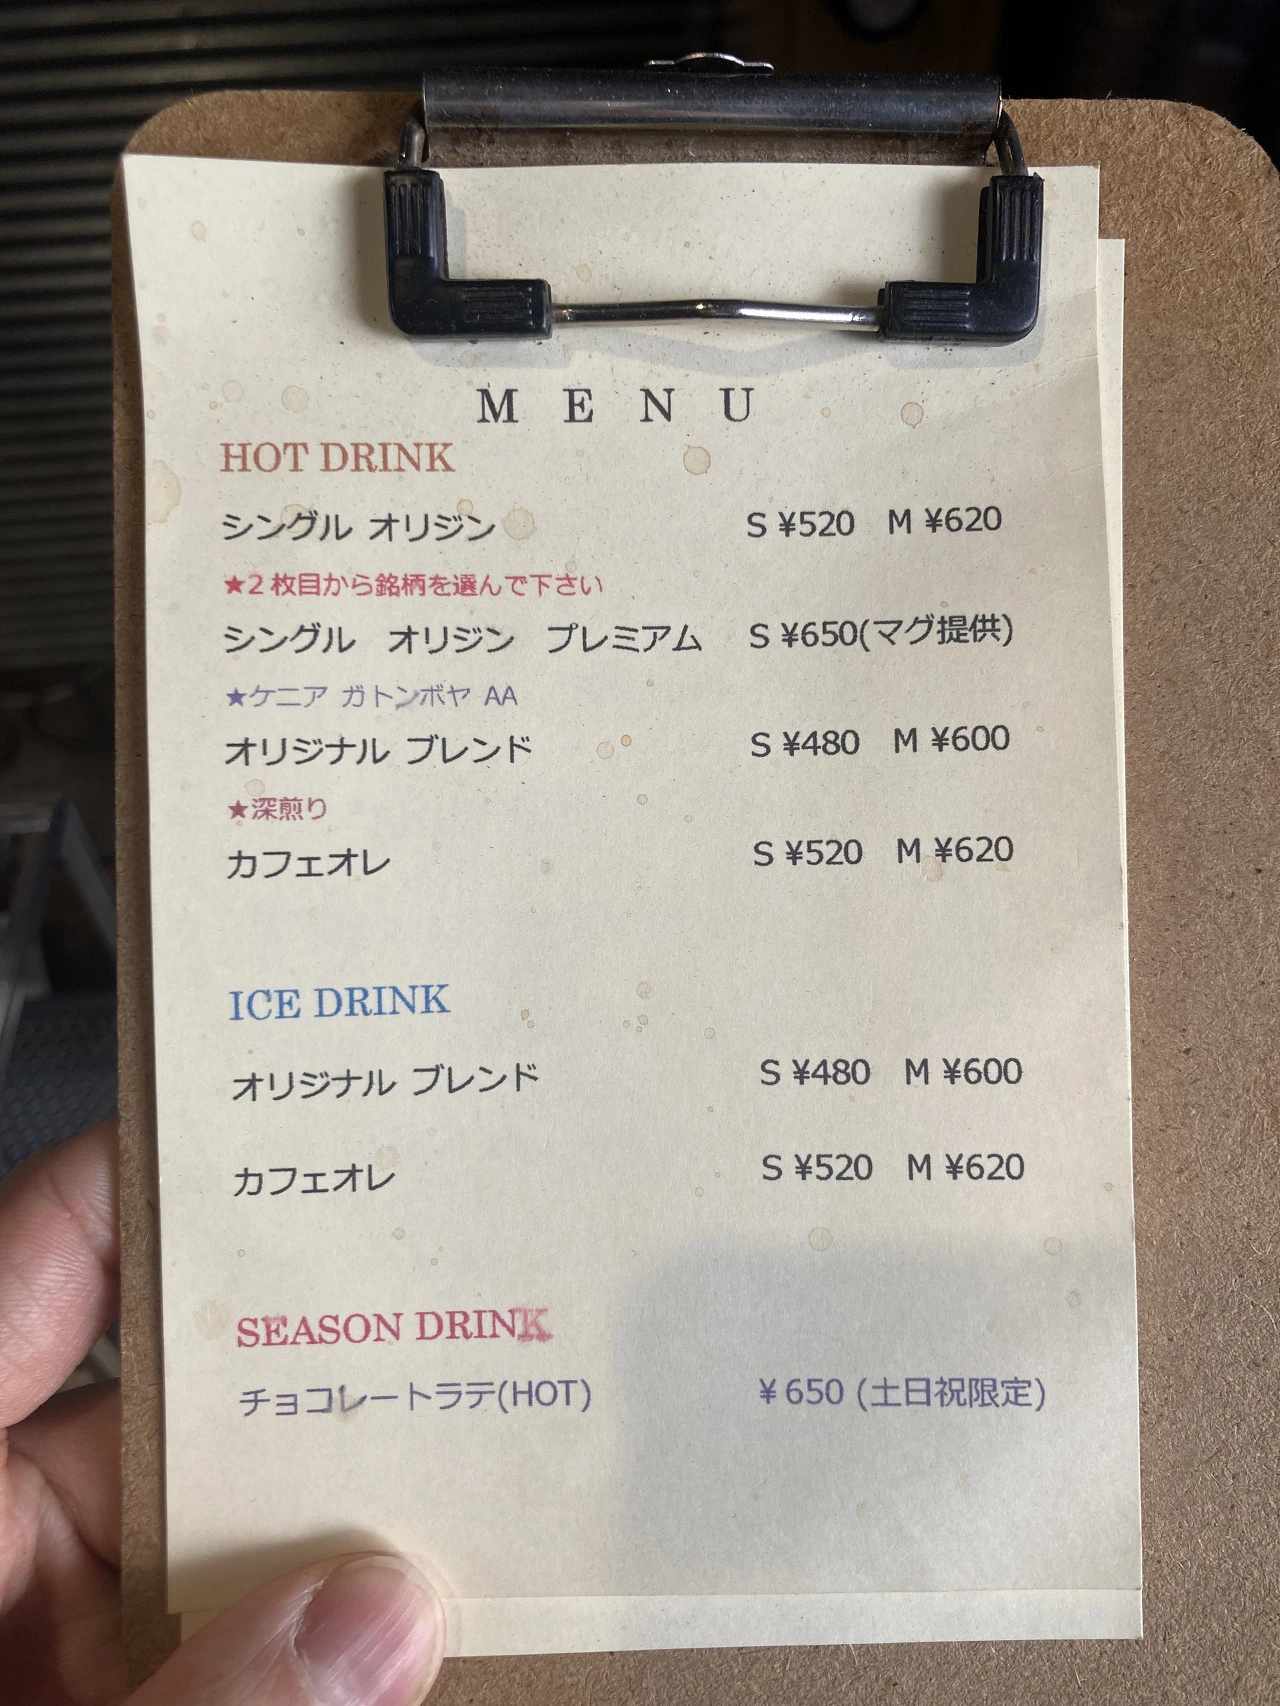 M E N U
HOT DRINK
シングル オリジン S ¥520 M ¥620
★2枚目から銘柄を選んで下さい
シングル オリジン プレミアム S ¥650(マグ提供)
★ケニア ガトンボヤ AA
オリジナル ブレンド S ¥480 M ¥600
★深煎り
カフェオレ S ¥520 M ¥620
ICE DRINK
オリジナル ブレンド S ¥480 M ¥600
カフェオレ S ¥520 M ¥620
SEASON DRINK
チョコレートラテ(HOT) ¥650 (土日祝限定)